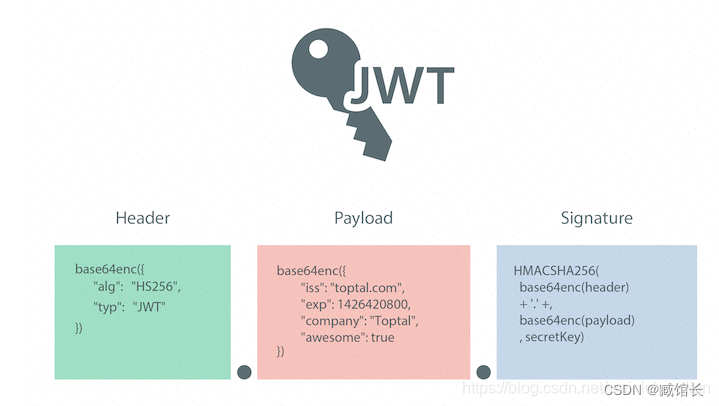 JWT
Header
Payload
Signature
base64enc({
"alg": "HS256",
"typ": "JWT"
})
base64enc({
"iss": "toptal.com",
"exp": 1426420800,
"company": "Toptal",
"awesome": true
})
HMACSHA256(
base64enc(header)
+ '.' +,
base64enc(payload)
, secretKey)
https://blog.csdn.net
CSDN @臧馆长